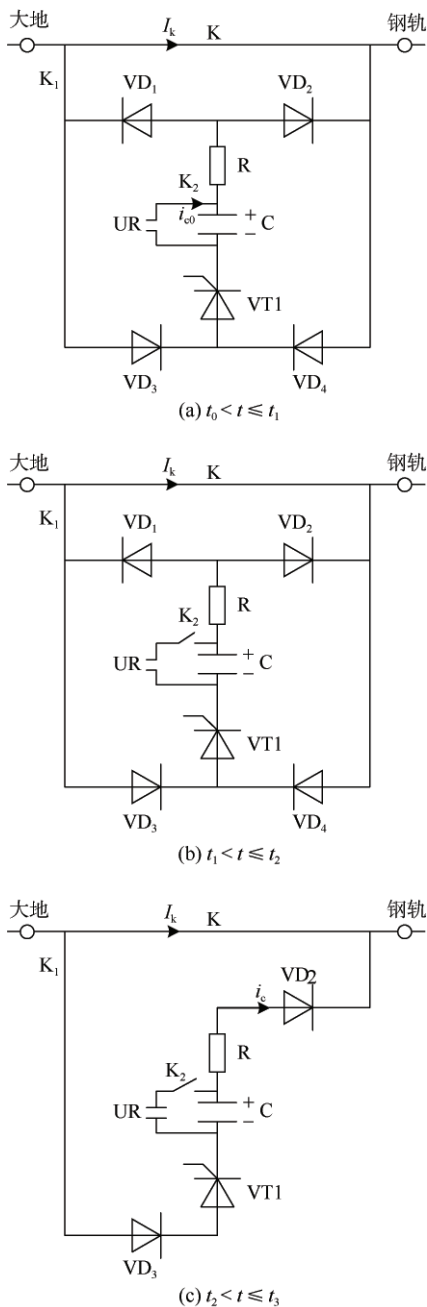 大地 I_k K 钢轨
K_1 VD_1 VD_2
R
K_2
i_c0 + C
UR −
VT1
VD_3 VD_4
(a) t_0 < t ≤ t_1
大地 I_k K 钢轨
K_1 VD_1 VD_2
R
K_2
UR + C
−
VT1
VD_3 VD_4
(b) t_1 < t ≤ t_2
大地 I_k K 钢轨
K_1 i_c VD2
R
K_2
UR + C
−
VT1
VD_3
(c) t_2 < t ≤ t_3